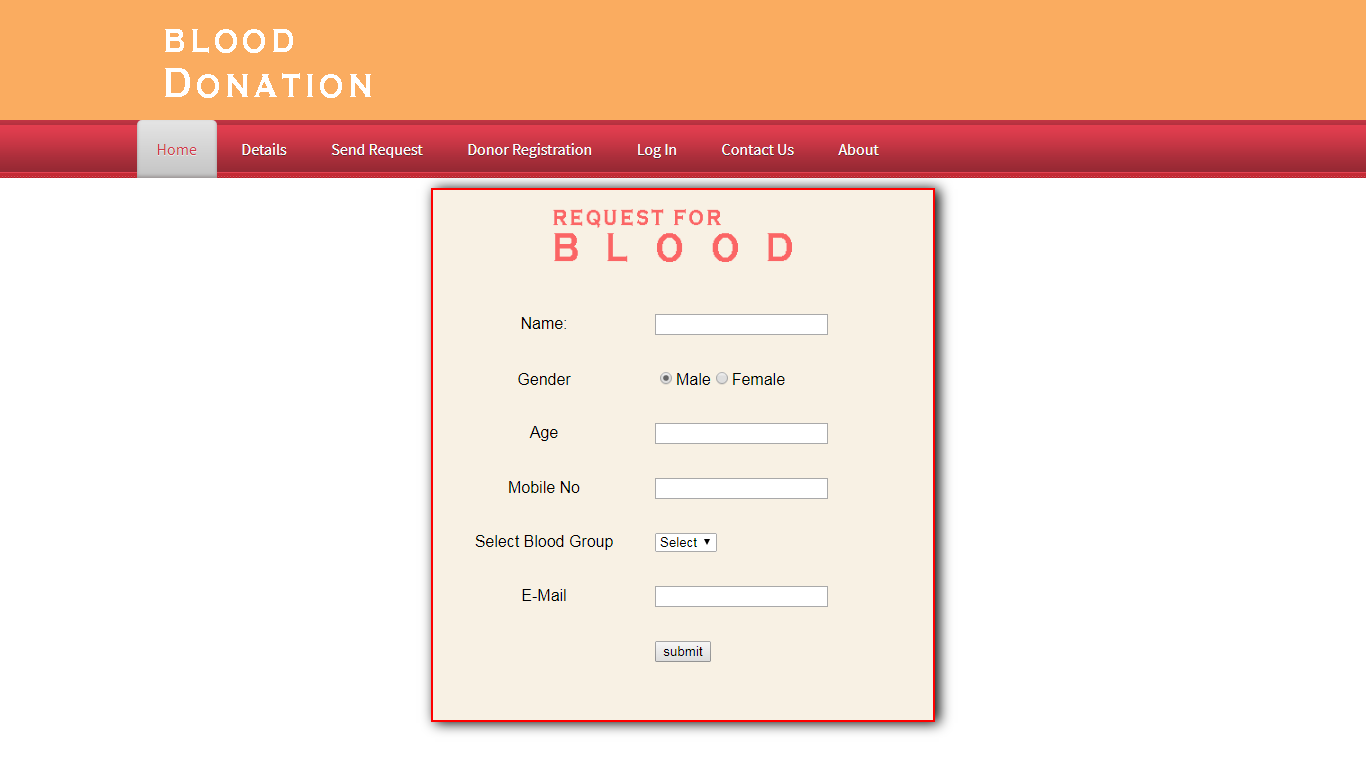 BLOOD
DONATION
Home Details Send Request Donor Registration Log In Contact Us About
REQUEST FOR
BLOOD
Name:
Gender Male Female
Age
Mobile No
Select Blood Group Select
E-Mail
submit